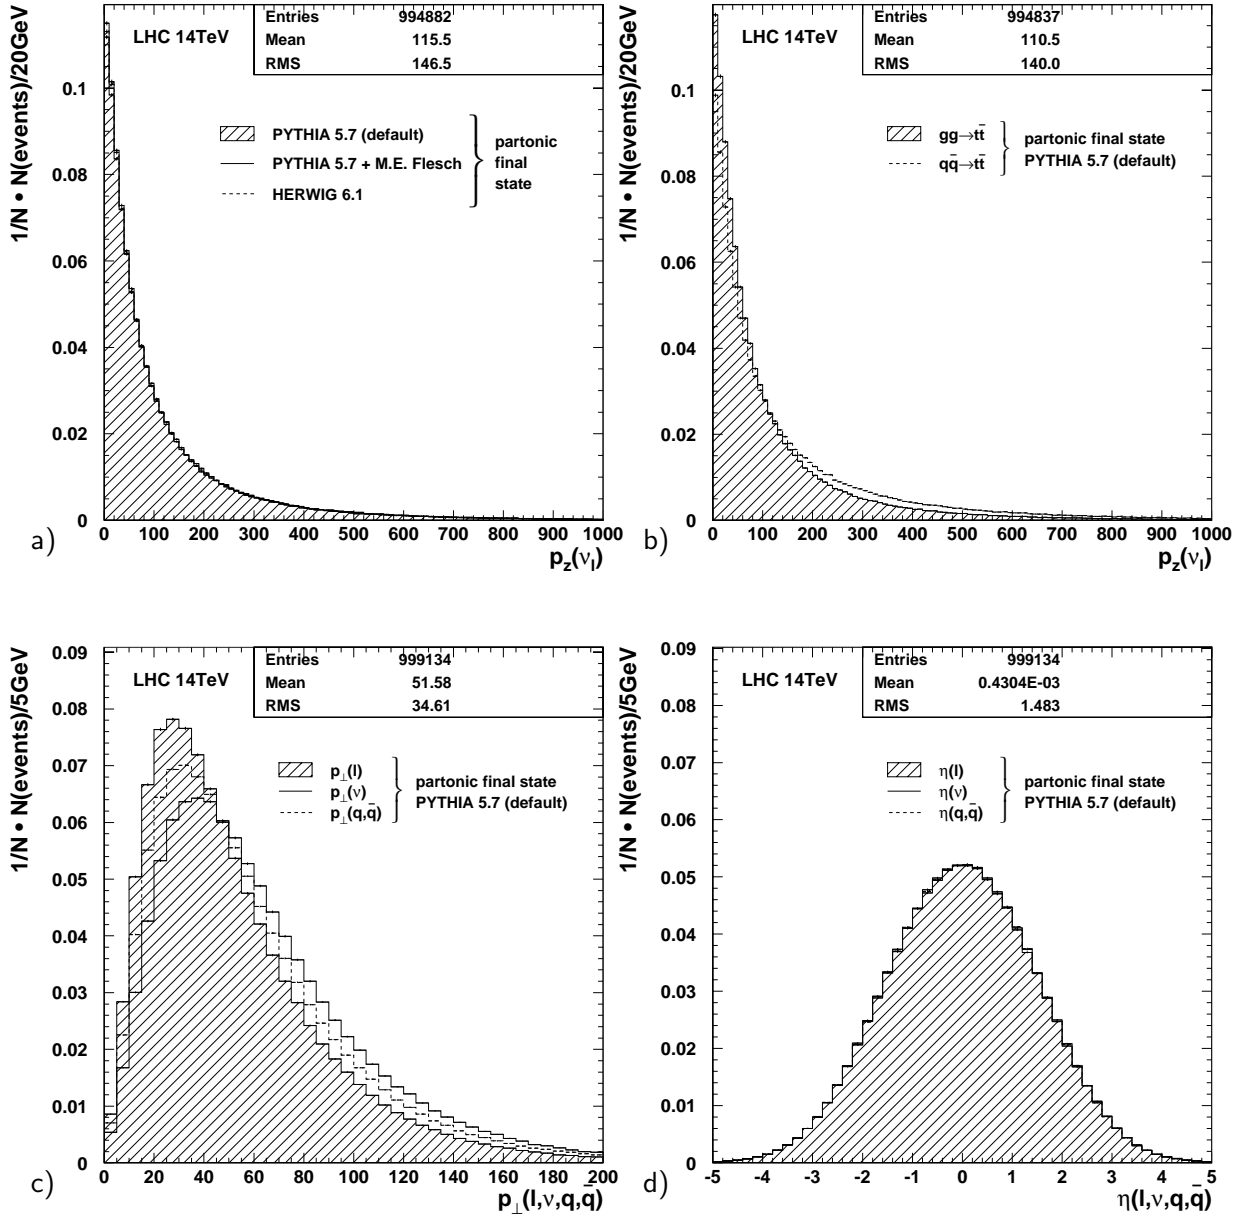 1/N • N(events)/20GeV
LHC 14TeV
Entries 994882
Mean 115.5
RMS 146.5
PYTHIA 5.7 (default)
PYTHIA 5.7 + M.E. Flesch
HERWIG 6.1
partonic
final
state
0.1
0.08
0.06
0.04
0.02
0
0 100 200 300 400 500 600 700 800 900 1000
a)
p_z(ν_l)
1/N • N(events)/20GeV
LHC 14TeV
Entries 994837
Mean 110.5
RMS 140.0
gg→tt̄
qq̄→tt̄
partonic final state
PYTHIA 5.7 (default)
0.1
0.08
0.06
0.04
0.02
0
0 100 200 300 400 500 600 700 800 900 1000
b)
p_z(ν_l)
1/N • N(events)/5GeV
LHC 14TeV
Entries 999134
Mean 51.58
RMS 34.61
p_⊥(l)
p_⊥(ν)
p_⊥(q,q̄)
partonic final state
PYTHIA 5.7 (default)
0.09
0.08
0.07
0.06
0.05
0.04
0.03
0.02
0.01
0
0 20 40 60 80 100 120 140 160 180 200
c)
p_⊥(l,ν,q,q̄)
1/N • N(events)/5GeV
LHC 14TeV
Entries 999134
Mean 0.4304E-03
RMS 1.483
η(l)
η(ν)
η(q,q̄)
partonic final state
PYTHIA 5.7 (default)
0.09
0.08
0.07
0.06
0.05
0.04
0.03
0.02
0.01
0
-5 -4 -3 -2 -1 0 1 2 3 4 5
d)
η(l,ν,q,q̄)